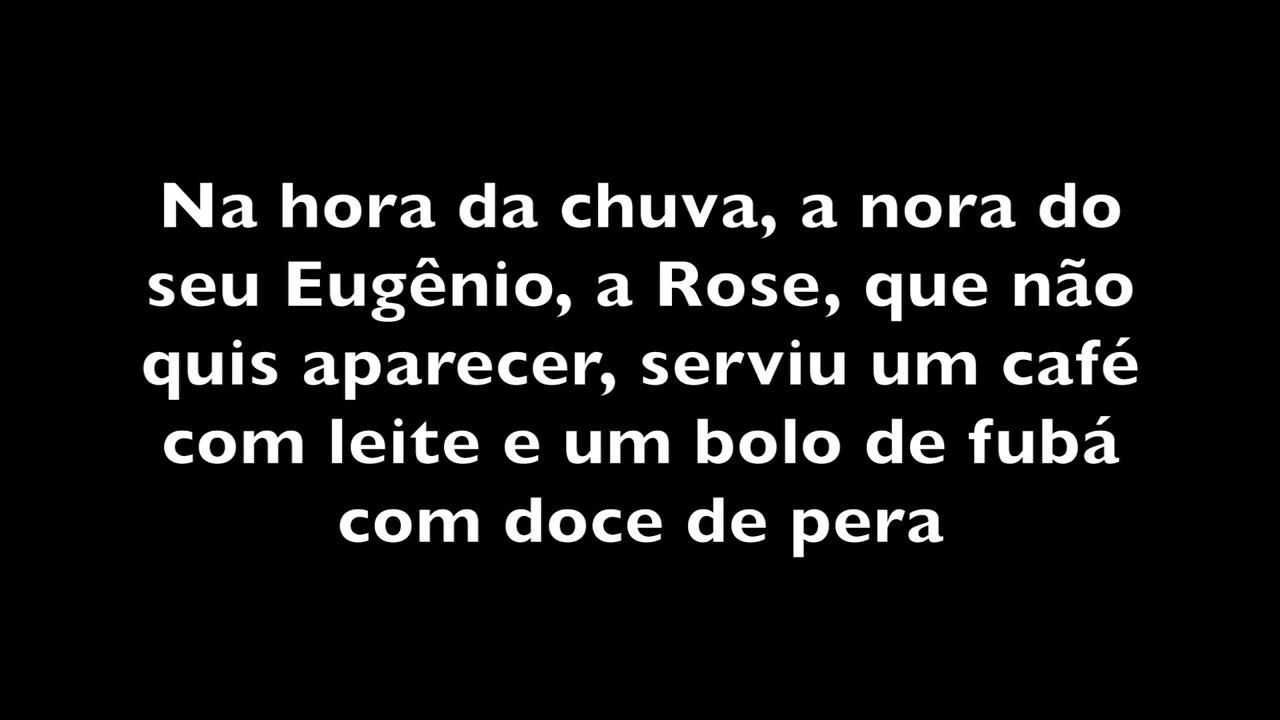 Na hora da chuva, a nora do
seu Eugênio, a Rose, que não
quis aparecer, serviu um café
com leite e um bolo de fubá
com doce de pera